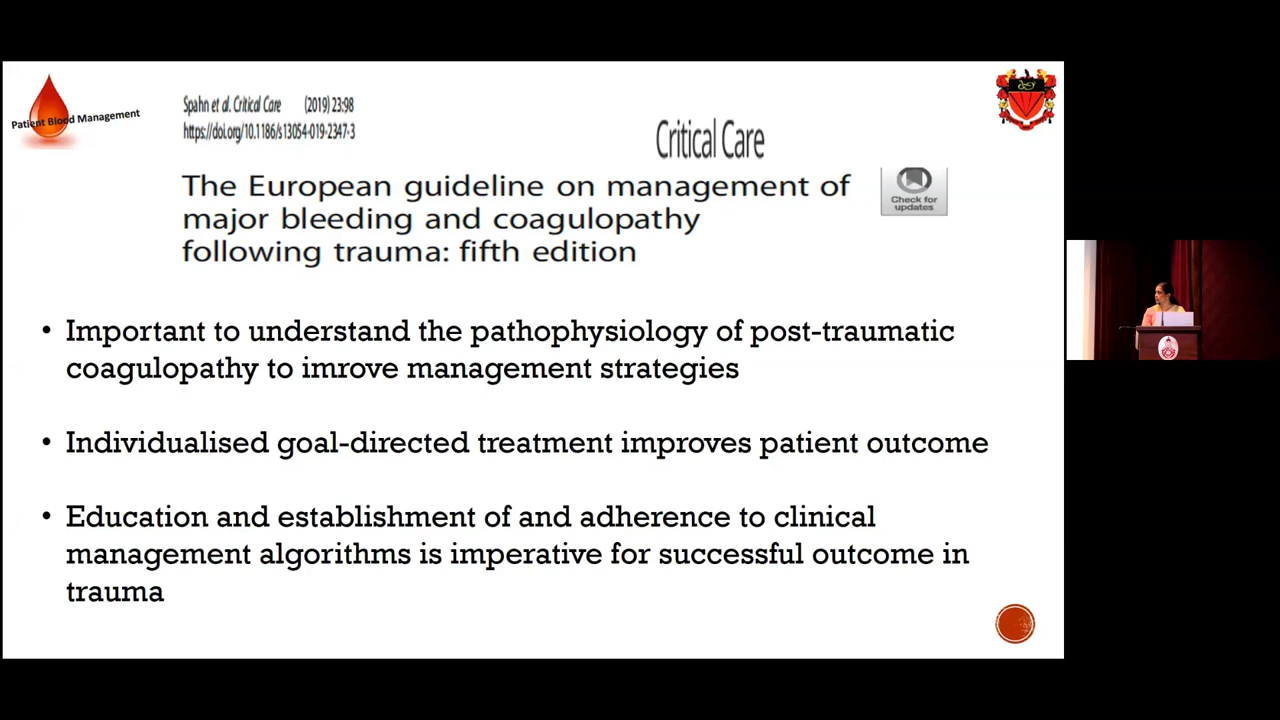 Patient Blood Management
Spahn et al. Critical Care (2019) 23:98
https://doi.org/10.1186/s13054-019-2347-3
Critical Care
The European guideline on management of
major bleeding and coagulopathy
following trauma: fifth edition
Check for
updates
• Important to understand the pathophysiology of post-traumatic
coagulopathy to imrove management strategies
• Individualised goal-directed treatment improves patient outcome
• Education and establishment of and adherence to clinical
management algorithms is imperative for successful outcome in
trauma